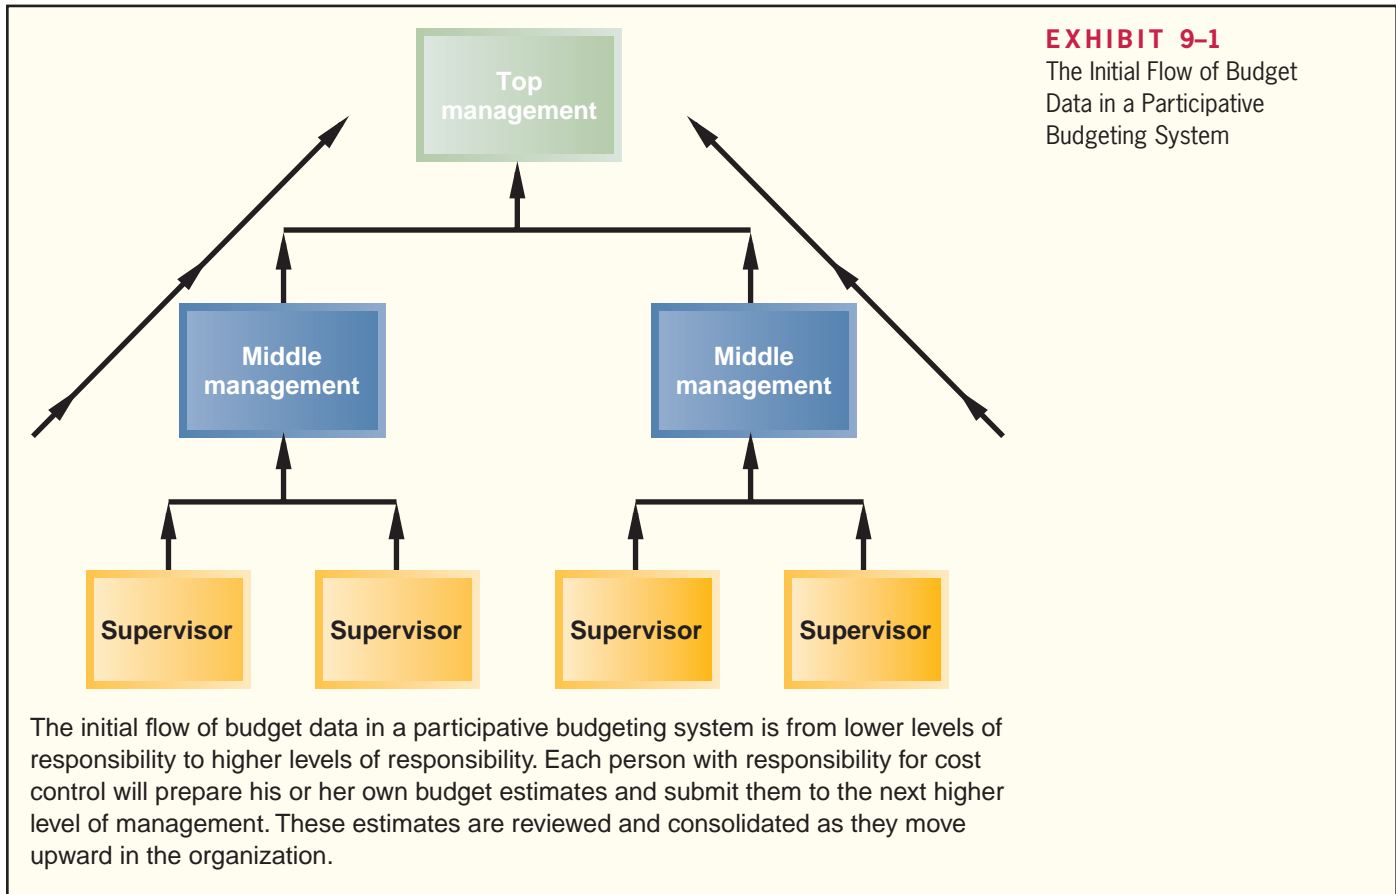 EXHIBIT 9–1
The Initial Flow of Budget
Data in a Participative
Budgeting System
Top
management
Middle
management
Middle
management
Supervisor
Supervisor
Supervisor
Supervisor
The initial flow of budget data in a participative budgeting system is from lower levels of
responsibility to higher levels of responsibility. Each person with responsibility for cost
control will prepare his or her own budget estimates and submit them to the next higher
level of management. These estimates are reviewed and consolidated as they move
upward in the organization.